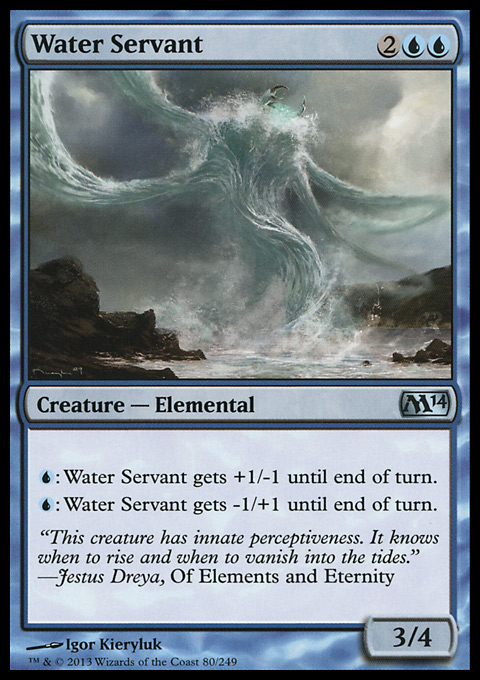 Water Servant 2
Creature — Elemental M14
: Water Servant gets +1/-1 until end of turn.
: Water Servant gets -1/+1 until end of turn.
“This creature has innate perceptiveness. It knows
when to rise and when to vanish into the tides.”
—Jestus Dreya, Of Elements and Eternity
3/4
Igor Kieryluk
™ & © 2013 Wizards of the Coast 80/249